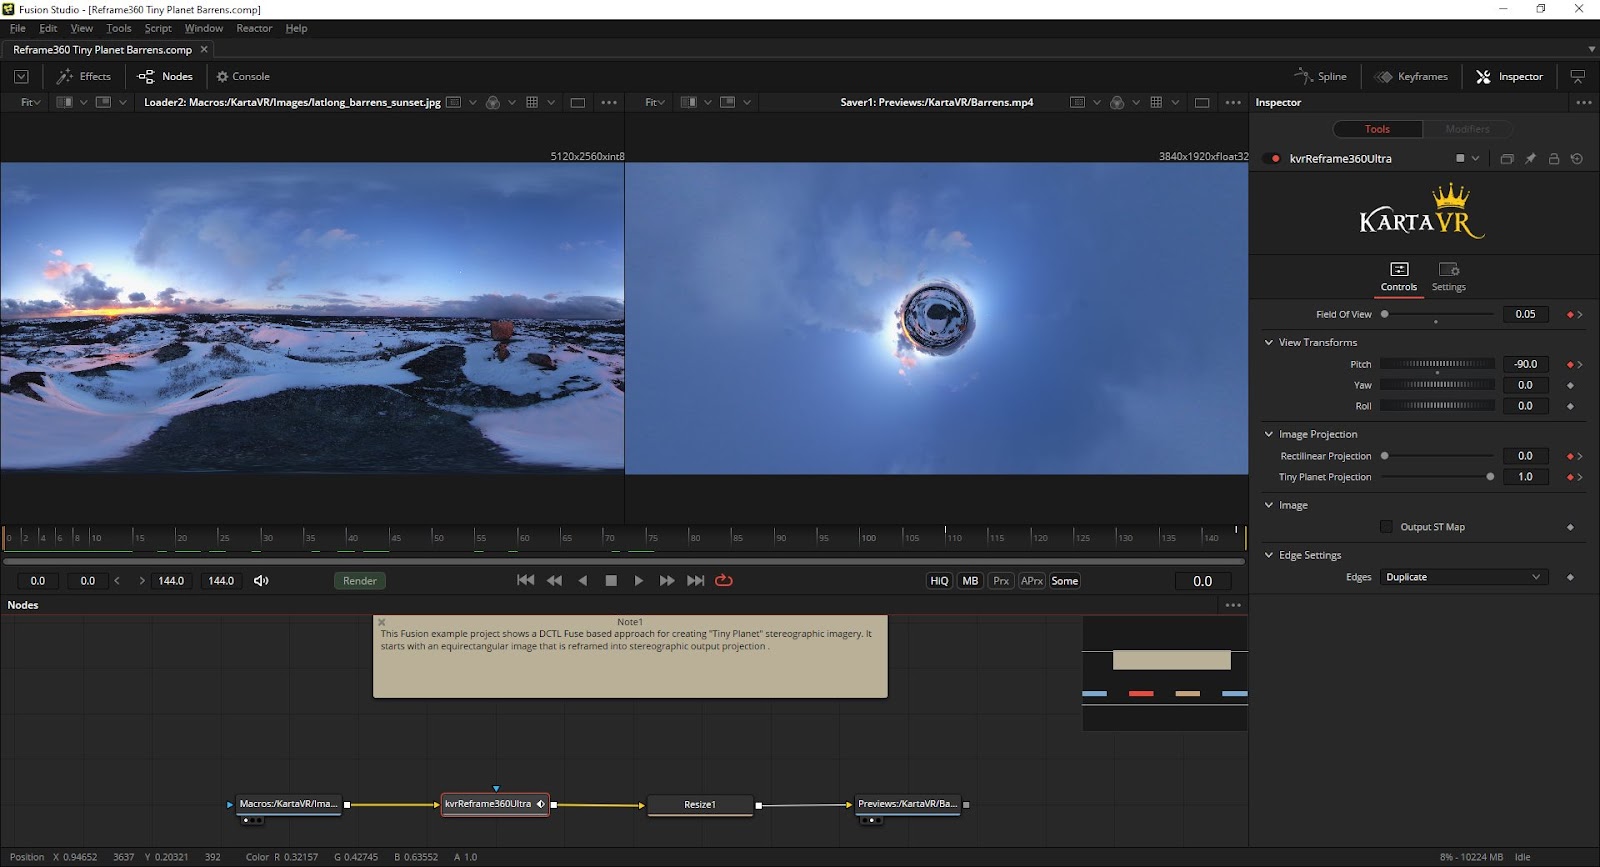 Fusion Studio - [Reframe360 Tiny Planet Barrens.comp]
File Edit View Tools Script Window Reactor Help
Reframe360 Tiny Planet Barrens.comp
Effects Nodes Console Spline Keyframes Inspector
Fit Loader2: Macros:/KartaVR/Images/latlong_barrens_sunset.jpg Fit Saver1: Previews:/KartaVR/Barrens.mp4 Inspector
Tools Modifiers
5120x2560xint8 3840x1920xfloat32 kvrReframe360Ultra
KARTAVR
Controls Settings
Field Of View 0.05
View Transforms
Pitch -90.0
Yaw 0.0
Roll 0.0
Image Projection
Rectilinear Projection 0.0
Tiny Planet Projection 1.0
Image
Output ST Map
Edge Settings
Edges Duplicate
0 2 4 6 8 10 15 20 25 30 35 40 45 50 55 60 65 70 75 80 85 90 95 100 105 110 115 120 125 130 135 140
0.0 0.0 144.0 144.0 Render HiQ MB Prx APrx Some 0.0
Nodes
Note1
This Fusion example project shows a DCTL Fuse based approach for creating "Tiny Planet" stereographic imagery. It
starts with an equirectangular image that is reframed into stereographic output projection .
Macros:/KartaVR/Ima... kvrReframe360Ultra Resize1 Previews:/KartaVR/Ba...
Position X 0.94652 3637 Y 0.20321 392 Color R 0.32157 G 0.42745 B 0.63552 A 1.0 8% - 10224 MB Idle